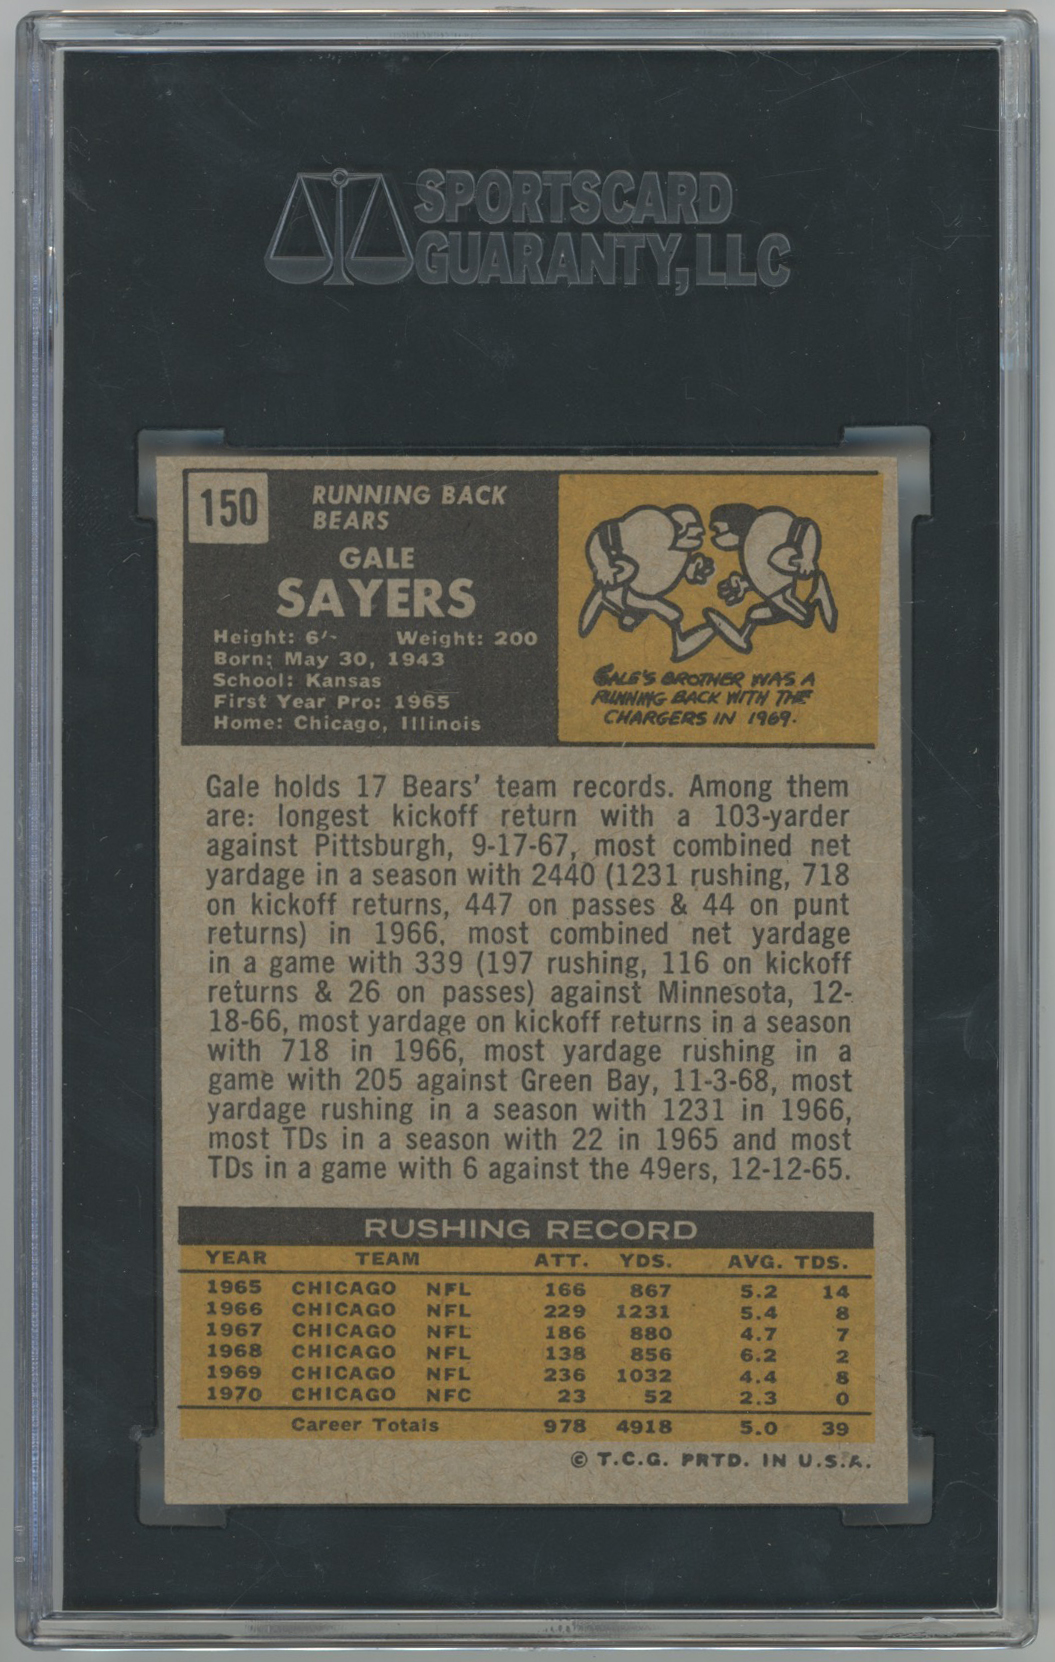 SPORTSCARD
GUARANTY, LLC
150
RUNNING BACK
BEARS
GALE
SAYERS
Height: 6'- Weight: 200
Born: May 30, 1943
School: Kansas
First Year Pro: 1965
Home: Chicago, Illinois
GALE'S BROTHER WAS A
RUNNING BACK WITH THE
CHARGERS IN 1969.
Gale holds 17 Bears' team records. Among them
are: longest kickoff return with a 103-yarder
against Pittsburgh, 9-17-67, most combined net
yardage in a season with 2440 (1231 rushing, 718
on kickoff returns, 447 on passes & 44 on punt
returns) in 1966, most combined net yardage
in a game with 339 (197 rushing, 116 on kickoff
returns & 26 on passes) against Minnesota, 12-
18-66, most yardage on kickoff returns in a season
with 718 in 1966, most yardage rushing in a
game with 205 against Green Bay, 11-3-68, most
yardage rushing in a season with 1231 in 1966,
most TDs in a season with 22 in 1965 and most
TDs in a game with 6 against the 49ers, 12-12-65.
RUSHING RECORD
YEAR TEAM ATT. YDS. AVG. TDS.
1965 CHICAGO NFL 166 867 5.2 14
1966 CHICAGO NFL 229 1231 5.4 8
1967 CHICAGO NFL 186 880 4.7 7
1968 CHICAGO NFL 138 856 6.2 2
1969 CHICAGO NFL 236 1032 4.4 8
1970 CHICAGO NFC 23 52 2.3 0
Career Totals 978 4918 5.0 39
© T.C.G. PRTD. IN U.S.A.